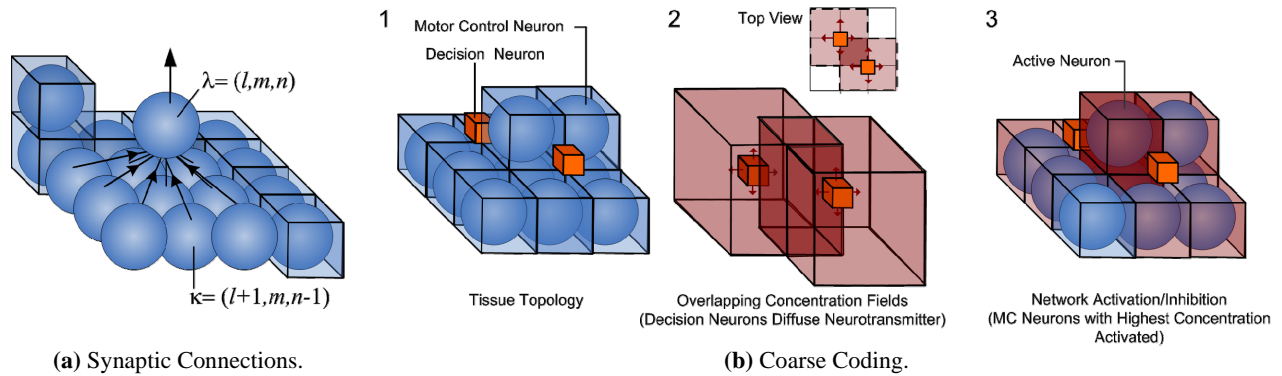 λ= (l,m,n)
κ= (l+1,m,n-1)
(a) Synaptic Connections.
1
Motor Control Neuron
Decision Neuron
Tissue Topology
2
Top View
Overlapping Concentration Fields
(Decision Neurons Diffuse Neurotransmitter)
3
Active Neuron
Network Activation/Inhibition
(MC Neurons with Highest Concentration
Activated)
(b) Coarse Coding.